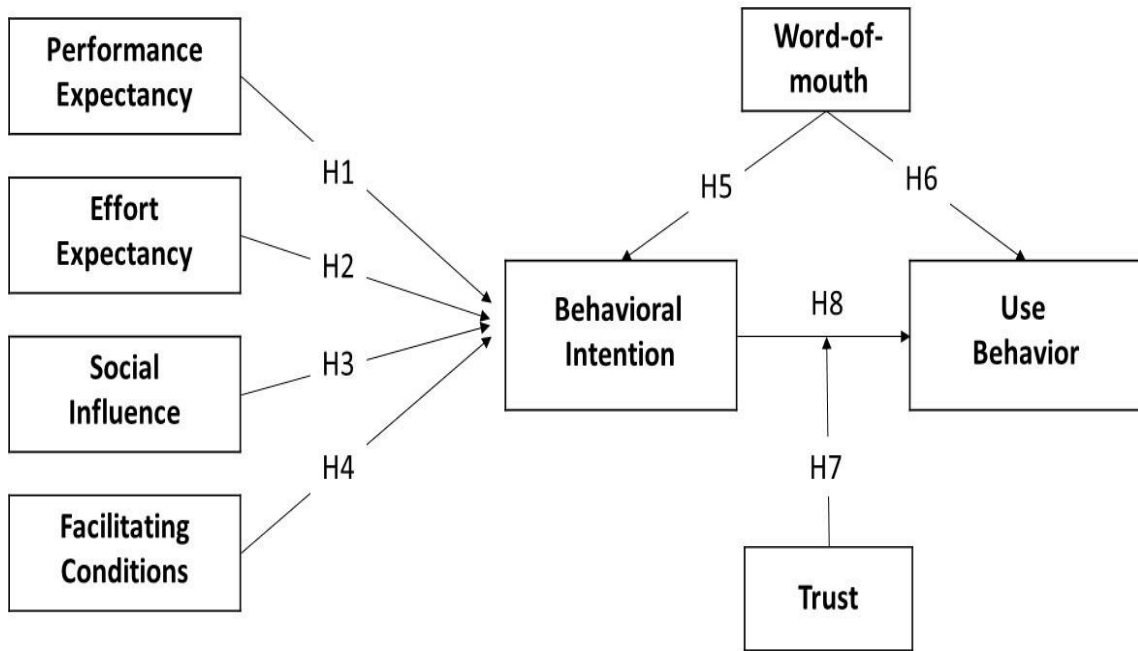 Performance
Expectancy
Effort
Expectancy
Social
Influence
Facilitating
Conditions
H1
H2
H3
H4
Word-of-
mouth
H5
H6
Behavioral
Intention
H8
Use
Behavior
H7
Trust